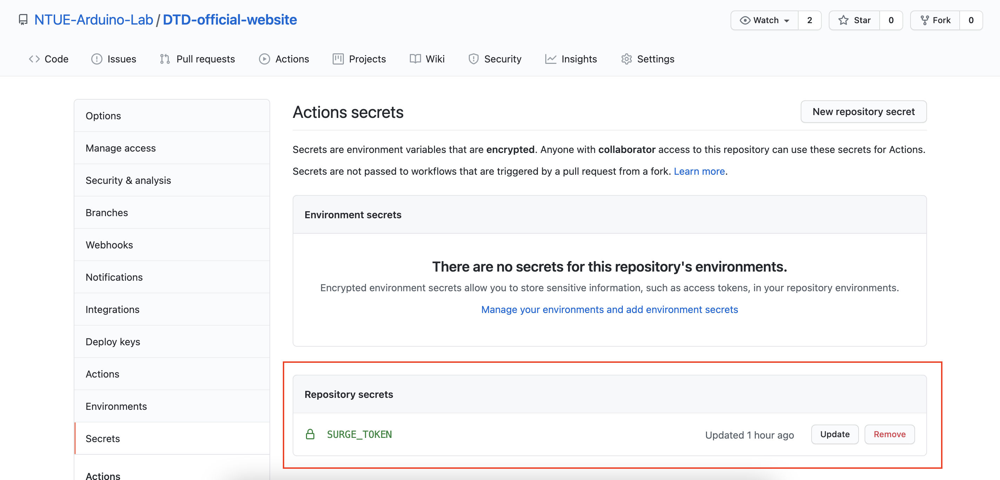 NTUE-Arduino-Lab / DTD-official-website
Watch 2 Star 0 Fork 0
Code Issues Pull requests Actions Projects Wiki Security Insights Settings
Options
Manage access
Security & analysis
Branches
Webhooks
Notifications
Integrations
Deploy keys
Actions
Environments
Secrets
Actions
Actions secrets
New repository secret
Secrets are environment variables that are encrypted. Anyone with collaborator access to this repository can use these secrets for Actions.
Secrets are not passed to workflows that are triggered by a pull request from a fork. Learn more.
Environment secrets
There are no secrets for this repository's environments.
Encrypted environment secrets allow you to store sensitive information, such as access tokens, in your repository environments.
Manage your environments and add environment secrets
Repository secrets
SURGE_TOKEN Updated 1 hour ago Update Remove